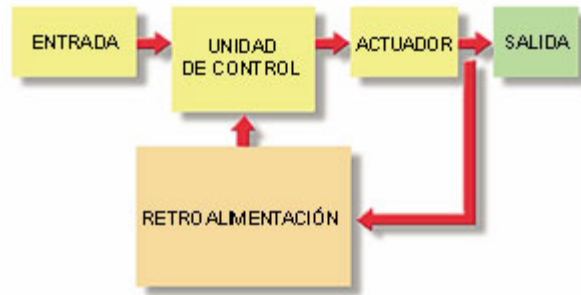 ENTRADA
UNIDAD
DE CONTROL
ACTUADOR
SALIDA
RETROALIMENTACIÓN